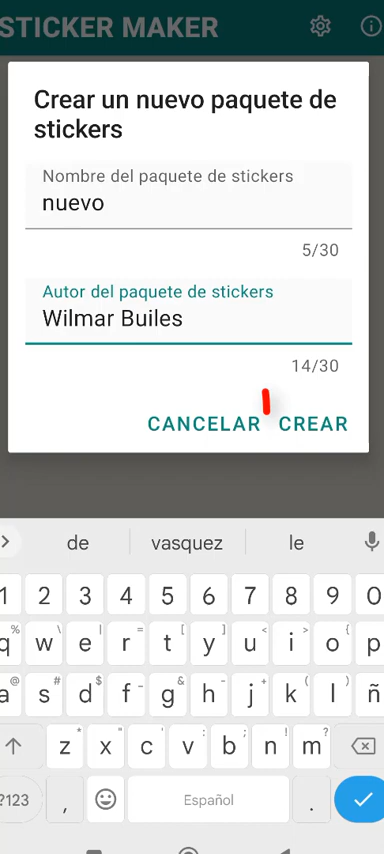 STICKER MAKER
Crear un nuevo paquete de
stickers
Nombre del paquete de stickers
nuevo
5/30
Autor del paquete de stickers
Wilmar Builes
14/30
CANCELAR CREAR
de vasquez le
1 2 3 4 5 6 7 8 9 0
% \ | = [ ] < > { }
q w e r t y u i o p
@ # $ _ & - + ( ) /
a s d f g h j k l ñ
* " ' : ; ! ?
z x c v b n m
?123 , Español .